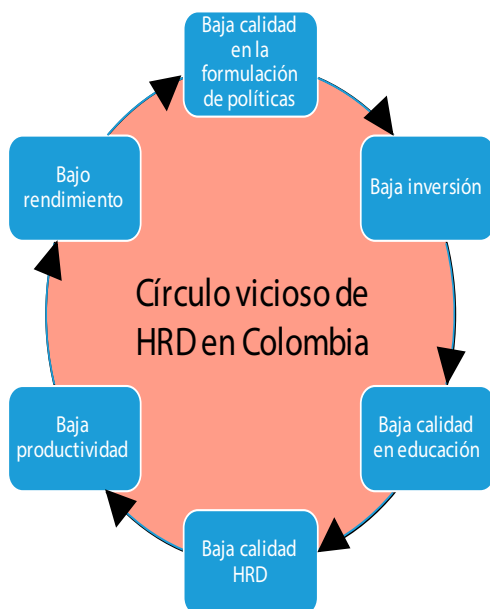 Baja calidad
en la
formulación
de políticas
Baja inversión
Baja calidad
en educación
Baja calidad
HRD
Baja
productividad
Bajo
rendimiento
Círculo vicioso de
HRD en Colombia